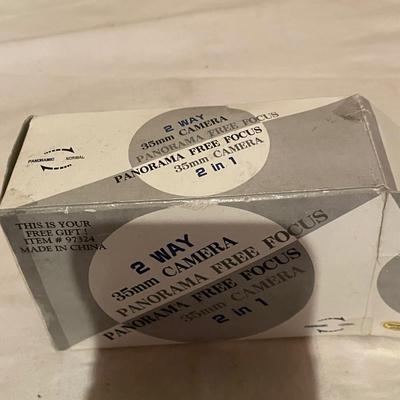 2 WAY
35mm CAMERA
PANORAMA FREE FOCUS
PANORAMA FREE FOCUS
35mm CAMERA
2 in 1
PANORAMIC NORMAL
THIS IS YOUR
FREE GIFT !
ITEM # 97324
MADE IN CHINA
2 WAY
35mm CAMERA
PANORAMA FREE FOCUS
PANORAMA FREE FOCUS
35mm CAMERA
2 in 1